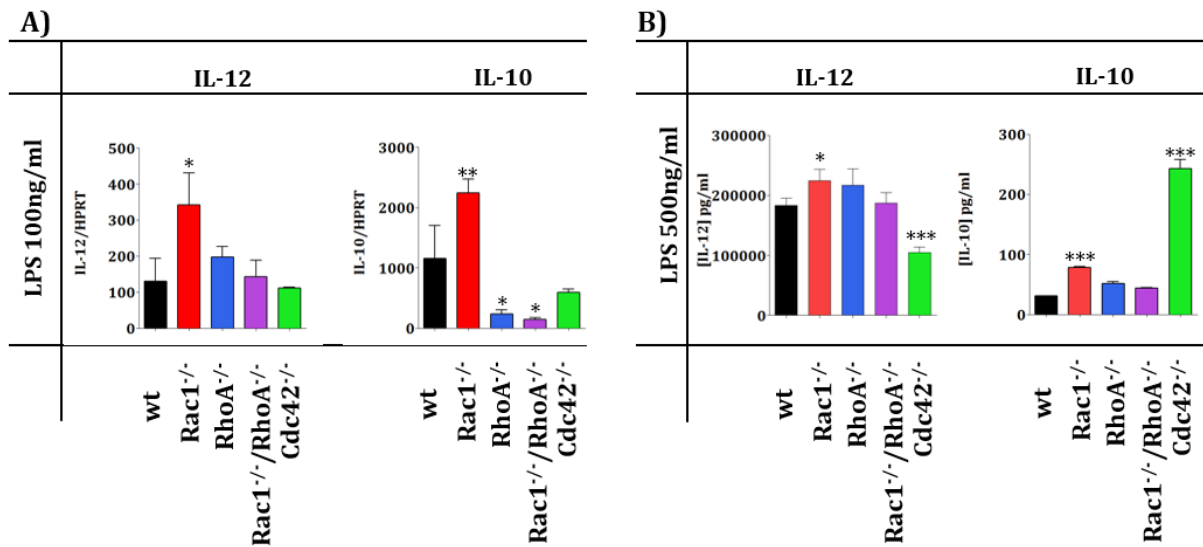 A)
B)
IL-12
IL-10
IL-12
IL-10
LPS 100ng/ml
500
400
300
200
100
0
IL-12/HPRT
*
3000
2000
1000
0
IL-10/HPRT
**
*
*
LPS 500ng/ml
300000
200000
100000
0
[IL-12] pg/ml
*
***
300
200
100
0
[IL-10] pg/ml
***
***
wt
Rac1-/-
RhoA-/-
Rac1-/-/RhoA-/-
Cdc42-/-
wt
Rac1-/-
RhoA-/-
Rac1-/-/RhoA-/-
Cdc42-/-
wt
Rac1-/-
RhoA-/-
Rac1-/-/RhoA-/-
Cdc42-/-
wt
Rac1-/-
RhoA-/-
Rac1-/-/RhoA-/-
Cdc42-/-